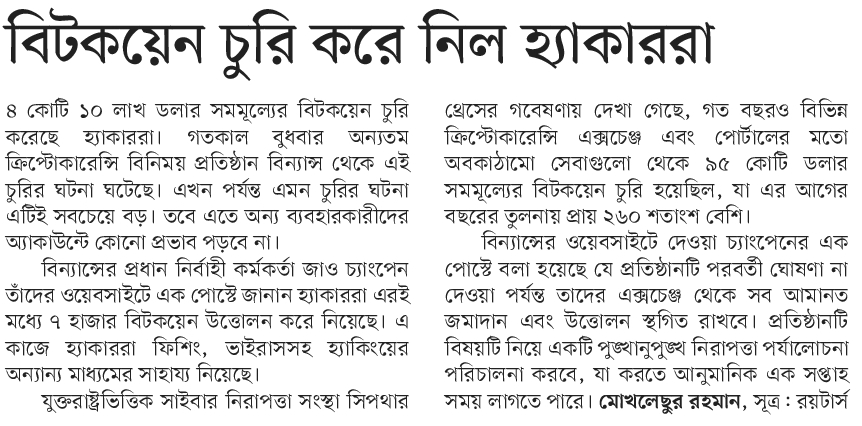 বিটকয়েন চুরি করে নিল হ্যাকাররা
৪ কোটি ১০ লাখ ডলার সমমূল্যের বিটকয়েন চুরি
করেছে হ্যাকাররা। গতকাল বুধবার অন্যতম
ক্রিপ্টোকারেন্সি বিনিময় প্রতিষ্ঠান বিন্যান্স থেকে এই
চুরির ঘটনা ঘটেছে। এখন পর্যন্ত এমন চুরির ঘটনা
এটিই সবচেয়ে বড়। তবে এতে অন্য ব্যবহারকারীদের
অ্যাকাউন্টে কোনো প্রভাব পড়বে না।
বিন্যান্সের প্রধান নির্বাহী কর্মকর্তা জাও চ্যাংপেন
তাঁদের ওয়েবসাইটে এক পোস্টে জানান হ্যাকাররা এরই
মধ্যে ৭ হাজার বিটকয়েন উত্তোলন করে নিয়েছে। এ
কাজে হ্যাকাররা ফিশিং, ভাইরাসসহ হ্যাকিংয়ের
অন্যান্য মাধ্যমের সাহায্য নিয়েছে।
যুক্তরাষ্ট্রভিত্তিক সাইবার নিরাপত্তা সংস্থা সিপথার
থ্রেসের গবেষণায় দেখা গেছে, গত বছরও বিভিন্ন
ক্রিপ্টোকারেন্সি এক্সচেঞ্জ এবং পোর্টালের মতো
অবকাঠামো সেবাগুলো থেকে ৯৫ কোটি ডলার
সমমূল্যের বিটকয়েন চুরি হয়েছিল, যা এর আগের
বছরের তুলনায় প্রায় ২৬০ শতাংশ বেশি।
বিন্যান্সের ওয়েবসাইটে দেওয়া চ্যাংপেনের এক
পোস্টে বলা হয়েছে যে প্রতিষ্ঠানটি পরবর্তী ঘোষণা না
দেওয়া পর্যন্ত তাদের এক্সচেঞ্জ থেকে সব আমানত
জমাদান এবং উত্তোলন স্থগিত রাখবে। প্রতিষ্ঠানটি
বিষয়টি নিয়ে একটি পুঙ্খানুপুঙ্খ নিরাপত্তা পর্যালোচনা
পরিচালনা করবে, যা করতে আনুমানিক এক সপ্তাহ
সময় লাগতে পারে। মোখলেছুর রহমান, সূত্র : রয়টার্স